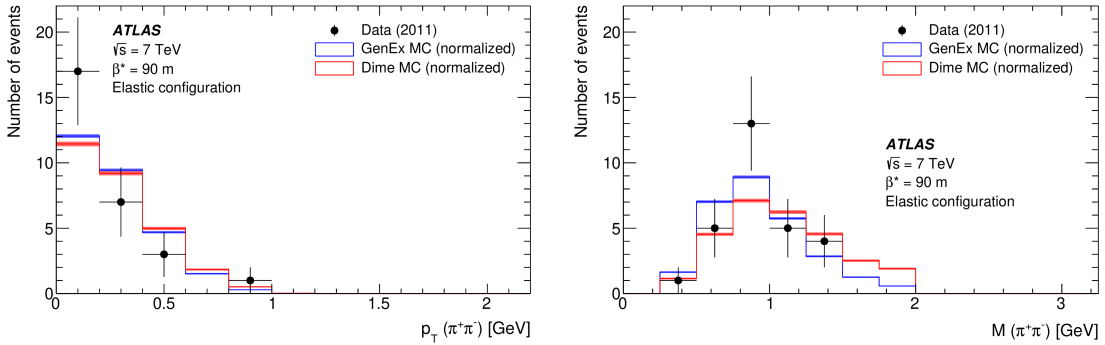 Number of events
20
15
10
5
0
ATLAS
√s = 7 TeV
β* = 90 m
Elastic configuration
Data (2011)
GenEx MC (normalized)
Dime MC (normalized)
0 0.5 1 1.5 2
p_T (π⁺π⁻) [GeV]
Number of events
20
15
10
5
0
Data (2011)
GenEx MC (normalized)
Dime MC (normalized)
ATLAS
√s = 7 TeV
β* = 90 m
Elastic configuration
0 1 2 3
M (π⁺π⁻) [GeV]